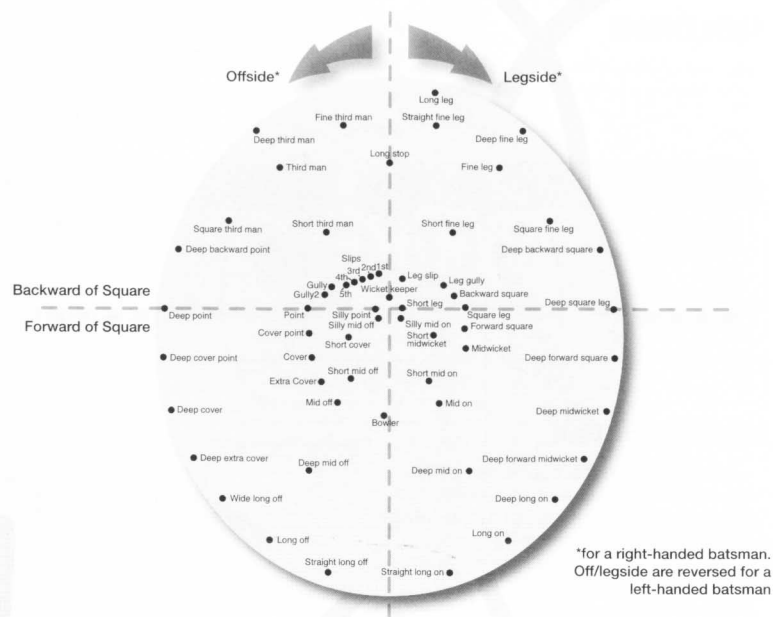 Offside*
Legside*
Long leg
Fine third man
Straight fine leg
Deep third man
Deep fine leg
Long stop
Third man
Fine leg
Square third man
Short third man
Short fine leg
Square fine leg
Deep backward point
Deep backward square
Slips
4th
3rd
2nd
1st
Leg slip
Leg gully
Gully
Wicket keeper
Backward of Square
Gully2
5th
Backward square
Deep point
Point
Silly point
Short leg
Square leg
Deep square leg
Forward of Square
Cover point
Silly mid off
Silly mid on
Forward square
Short cover
Short
midwicket
Midwicket
Deep cover point
Cover
Deep forward square
Extra Cover
Short mid off
Short mid on
Mid off
Mid on
Deep cover
Bowler
Deep midwicket
Deep extra cover
Deep mid off
Deep mid on
Deep forward midwicket
Wide long off
Deep long on
Long off
Long on
Straight long off
Straight long on
*for a right-handed batsman.
Off/legside are reversed for a
left-handed batsman